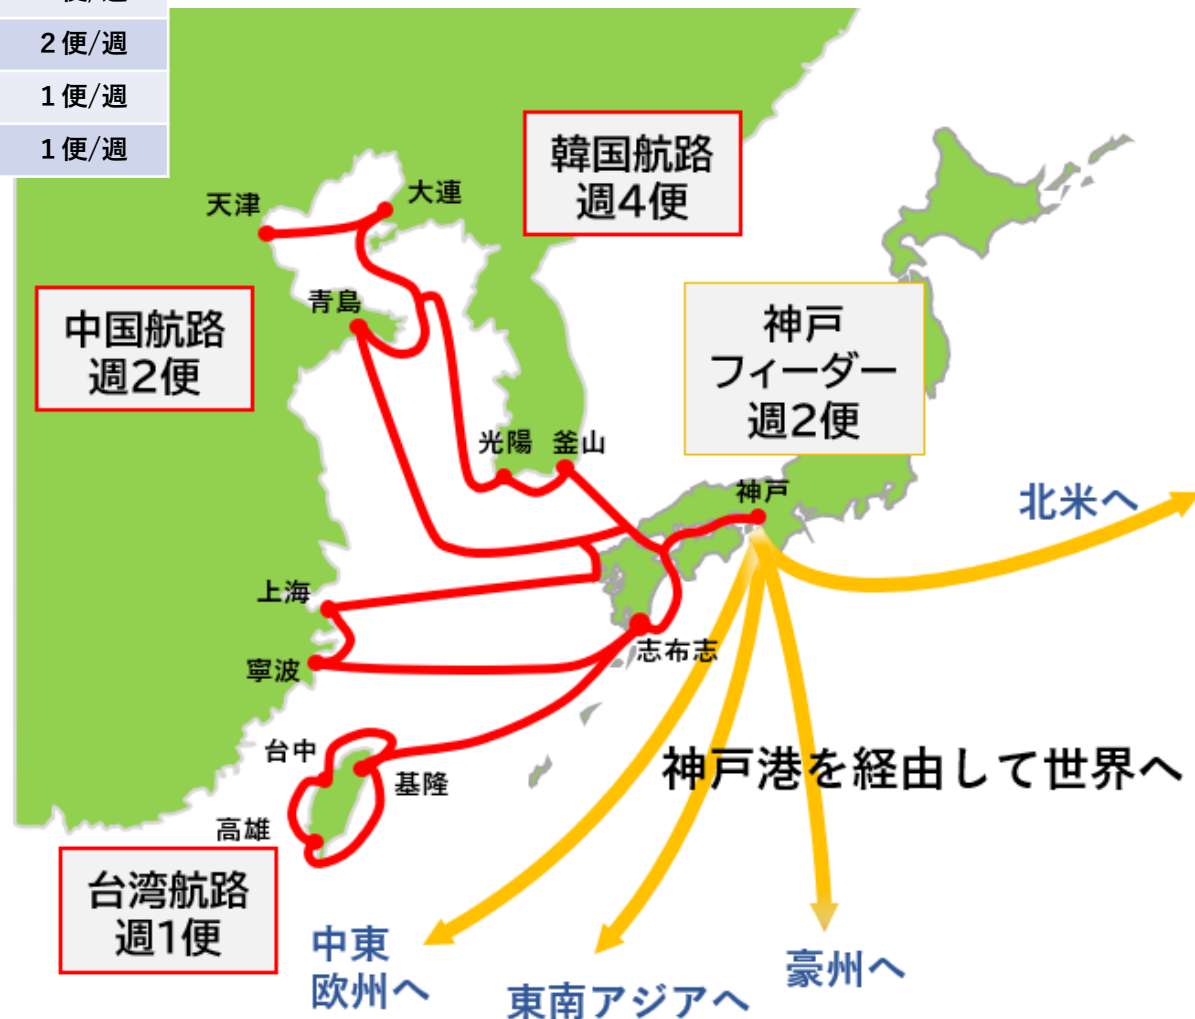 2便/週
1便/週
1便/週
韓国航路
週4便
大連
天津
中国航路
週2便
青島
神戸
フィーダー
週2便
光陽
釜山
神戸
北米へ
上海
志布志
寧波
台中
基隆
神戸港を経由して世界へ
高雄
台湾航路
週1便
中東
欧州へ
東南アジアへ
豪州へ